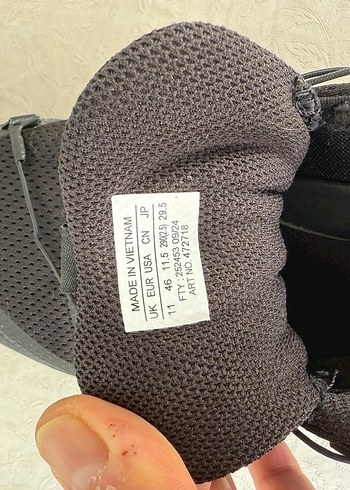 MADE IN VIETNAM
UK EUR USA CN JP
11 46 11.5 290(2.5) 29.5
FTY: 252453 09/24
ART NO. 472718